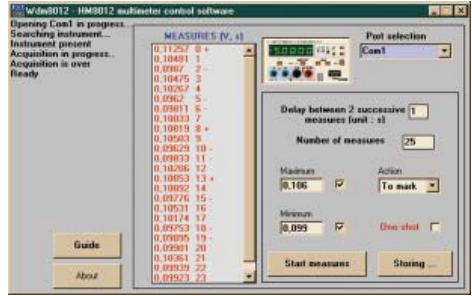 Wdm8012 - HM8012 multimeter control software
Opening Com1 in progress..
Searching instrument...
Instrument present
Acquisition in progress..
Acquisition is over
Ready
MEASURES (V, s)
0,11257 0 +
0,10481 1
0,0987 2 -
0,10475 3
0,10267 4
0,0962 5 -
0,09811 6 -
0,10033 7
0,10819 8 +
0,10503 9
0,09629 10 -
0,09833 11 -
0,10206 12
0,10853 13 +
0,10092 14
0,09776 15 -
0,10531 16
0,10174 17
0,09753 18 -
0,09895 19 -
0,09901 20
0,10361 21
0,09939 22
0,09923 23
Port selection
Com1
Delay between 2 successive measures (unit : s)
1
Number of measures
25
Maximum
0,106
Action
To mark
Minimum
0,099
One-shot
Guide
About
Start measures
Storing ...